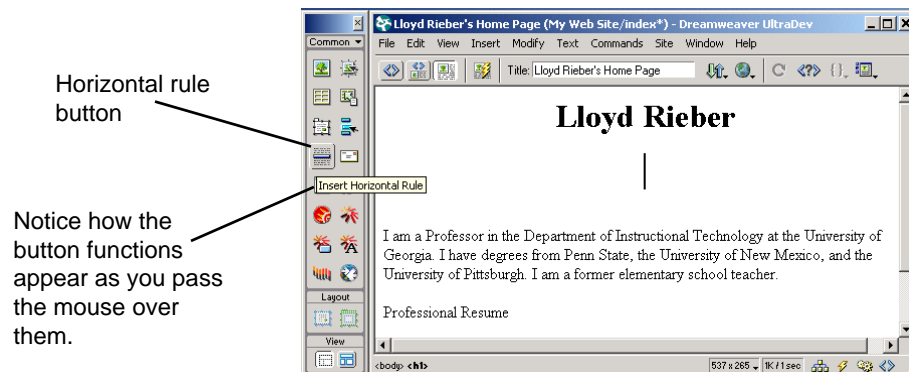 Lloyd Rieber's Home Page (My Web Site/index*) - Dreamweaver UltraDev
Common
File Edit View Insert Modify Text Commands Site Window Help
Title: Lloyd Rieber's Home Page
Horizontal rule
button
Lloyd Rieber
Insert Horizontal Rule
Notice how the
button functions
appear as you pass
the mouse over
them.
I am a Professor in the Department of Instructional Technology at the University of
Georgia. I have degrees from Penn State, the University of New Mexico, and the
University of Pittsburgh. I am a former elementary school teacher.
Professional Resume
Layout
View
<body> <h1>
537 x 265 1K / 1 sec